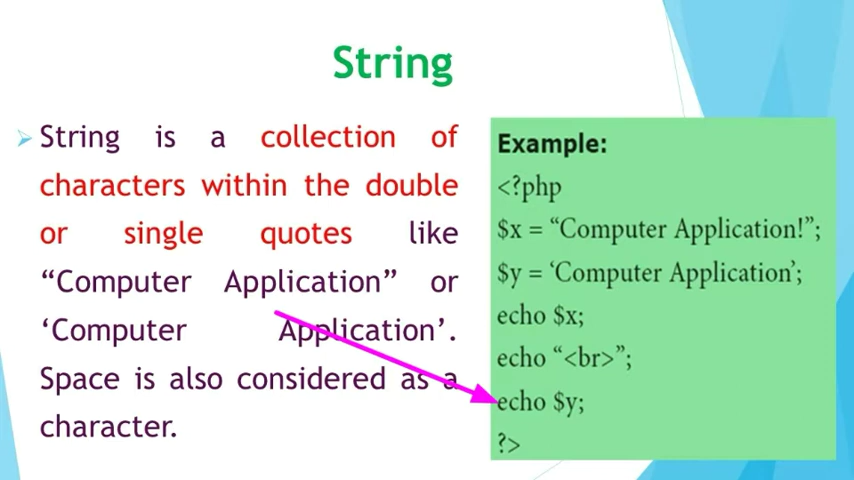 String
String is a collection of
characters within the double
or single quotes like
“Computer Application” or
‘Computer Application’.
Space is also considered as a
character.
Example:
<?php
$x = “Computer Application!”;
$y = ‘Computer Application’;
echo $x;
echo “<br>”;
echo $y;
?>